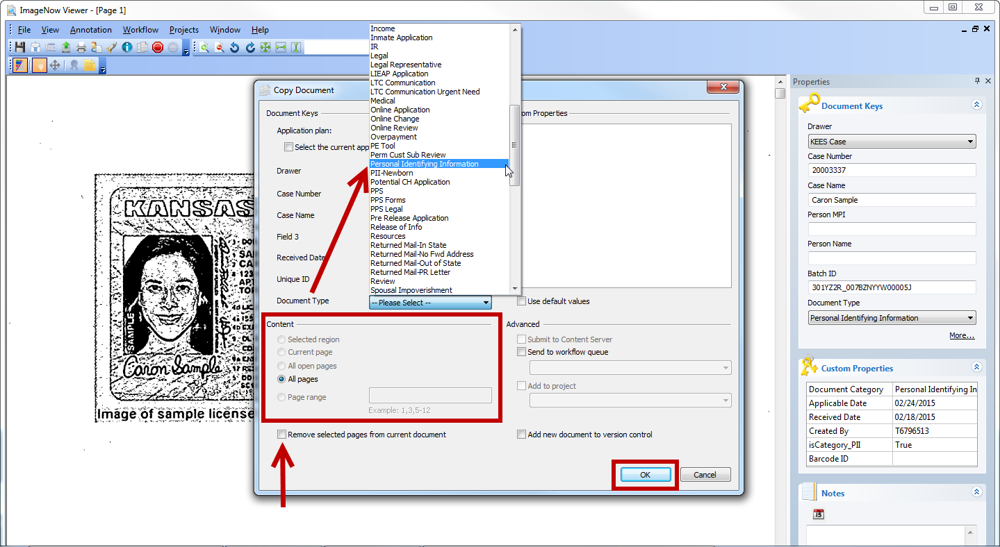 ImageNow Viewer - [Page 1]
File View Annotation Workflow Projects Window Help
Income
Inmate Application
IR
Legal
Legal Representative
LIEAP Application
LTC Communication
LTC Communication Urgent Need
Medical
Online Application
Online Change
Online Review
Overpayment
PE Tool
Perm Cust Sub Review
Personal Identifying Information
PII-Newborn
Potential CH Application
PPS
PPS Forms
PPS Legal
Pre Release Application
Release of Info
Resources
Returned Mail-In State
Returned Mail-No Fwd Address
Returned Mail-Out of State
Returned Mail-PR Letter
Review
Spousal Impoverishment
Copy Document
Document Keys
Application plan:
Select the current app
Drawer
Case Number
Case Name
Field 3
Received Date
Unique ID
Document Type
-- Please Select --
om Properties
Use default values
Content
Selected region
Current page
All open pages
All pages
Page range
Example: 1,3,5-12
Remove selected pages from current document
Advanced
Submit to Content Server
Send to workflow queue
Add to project
Add new document to version control
OK
Cancel
KANSAS
SAMPLE
Caron Sample
Image of sample license
Properties
Document Keys
Drawer
KEES Case
Case Number
20003337
Case Name
Caron Sample
Person MPI
Person Name
Batch ID
301YZ2R_007BZNYYW00005J
Document Type
Personal Identifying Information
More...
Custom Properties
Document Category Personal Identifying In
Applicable Date 02/24/2015
Received Date 02/18/2015
Created By T6796513
isCategory_PII True
Barcode ID
Notes
15